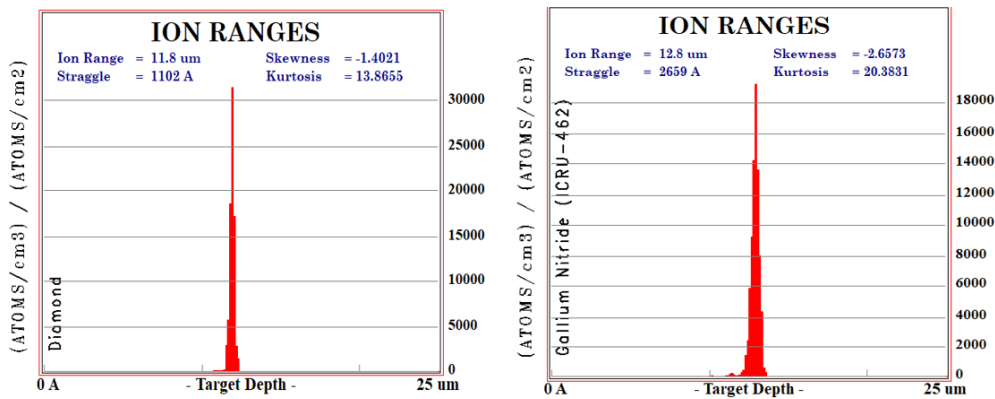 ION RANGES
Ion Range = 11.8 um Skewness = -1.4021
Straggle = 1102 A Kurtosis = 13.8655
(ATOMS/cm3) / (ATOMS/cm2)
Diamond
30000
25000
20000
15000
10000
5000
0
0 A - Target Depth - 25 um
ION RANGES
Ion Range = 12.8 um Skewness = -2.6573
Straggle = 2659 A Kurtosis = 20.3831
(ATOMS/cm3) / (ATOMS/cm2)
Gallium Nitride (ICRU-462)
18000
16000
14000
12000
10000
8000
6000
4000
2000
0
0 A - Target Depth - 25 um